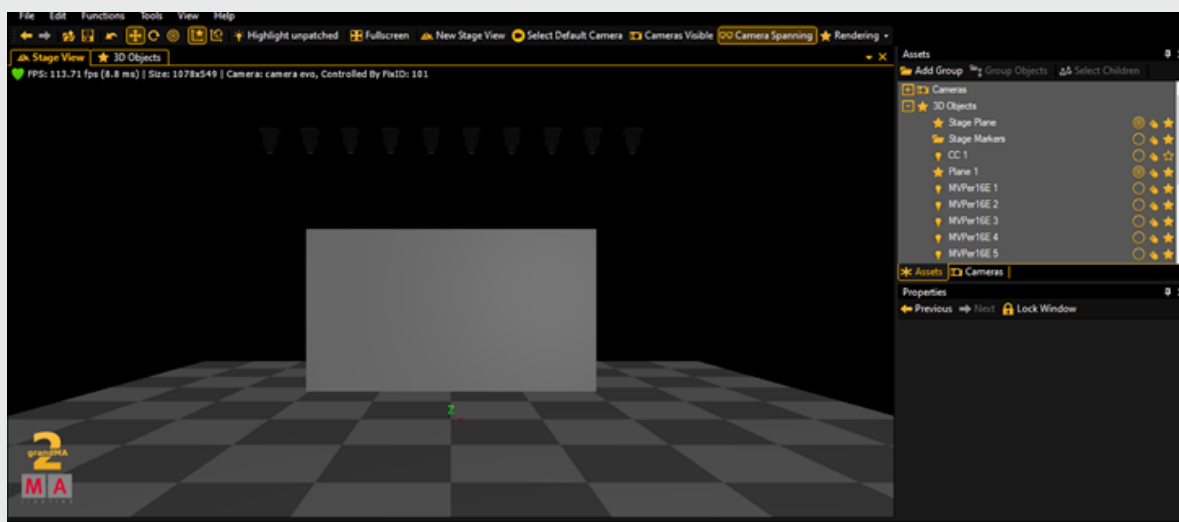 File Edit Functions Tools View Help
Highlight unpatched Fullscreen New Stage View Select Default Camera Cameras Visible Camera Spanning Rendering
Stage View 3D Objects
FPS: 113.71 fps (8.8 ms) | Size: 1078x549 | Camera: camera evo, Controlled By FixID: 101
Z
2
grandMA
MA
LIGHTING
Assets
Add Group Group Objects Select Children
Cameras
3D Objects
Stage Plane
Stage Markers
CC 1
Plane 1
MVPer16E 1
MVPer16E 2
MVPer16E 3
MVPer16E 4
MVPer16E 5
Assets Cameras
Properties
Previous Next Lock Window